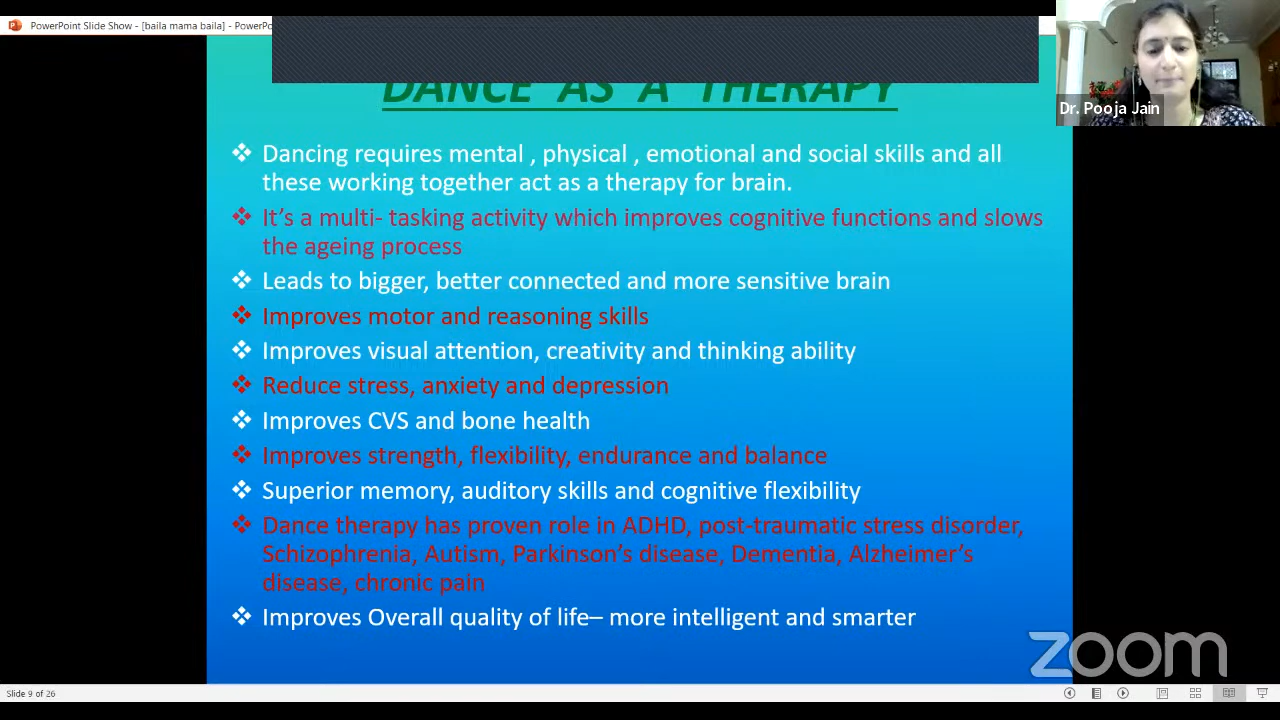 PowerPoint Slide Show - [baila mama baila] - PowerPo
Dr. Pooja Jain
DANCE AS A THERAPY
❖ Dancing requires mental , physical , emotional and social skills and all
these working together act as a therapy for brain.
❖ It's a multi- tasking activity which improves cognitive functions and slows
the ageing process
❖ Leads to bigger, better connected and more sensitive brain
❖ Improves motor and reasoning skills
❖ Improves visual attention, creativity and thinking ability
❖ Reduce stress, anxiety and depression
❖ Improves CVS and bone health
❖ Improves strength, flexibility, endurance and balance
❖ Superior memory, auditory skills and cognitive flexibility
❖ Dance therapy has proven role in ADHD, post-traumatic stress disorder,
Schizophrenia, Autism, Parkinson's disease, Dementia, Alzheimer's
disease, chronic pain
❖ Improves Overall quality of life– more intelligent and smarter
zoom
Slide 9 of 26